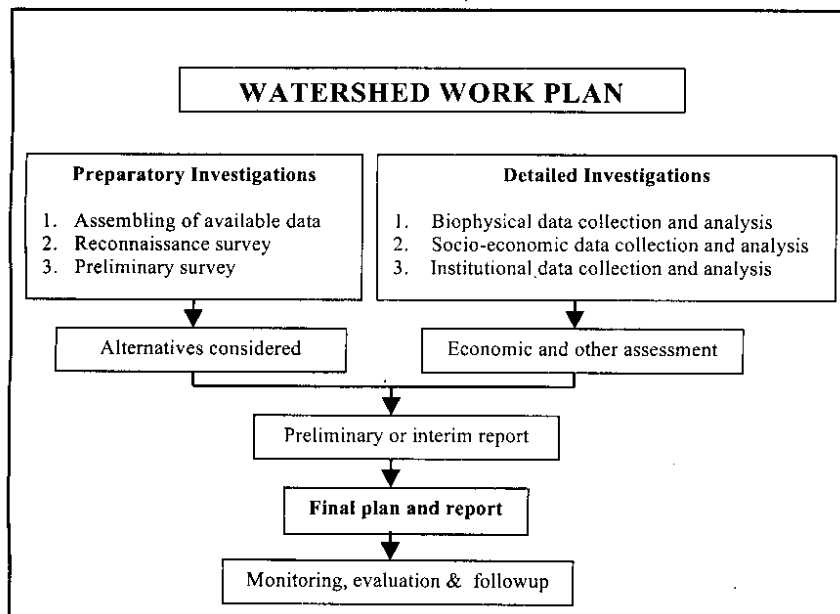 WATERSHED WORK PLAN
Preparatory Investigations
1. Assembling of available data
2. Reconnaissance survey
3. Preliminary survey
Detailed Investigations
1. Biophysical data collection and analysis
2. Socio-economic data collection and analysis
3. Institutional data collection and analysis
Alternatives considered
Economic and other assessment
Preliminary or interim report
Final plan and report
Monitoring, evaluation & followup